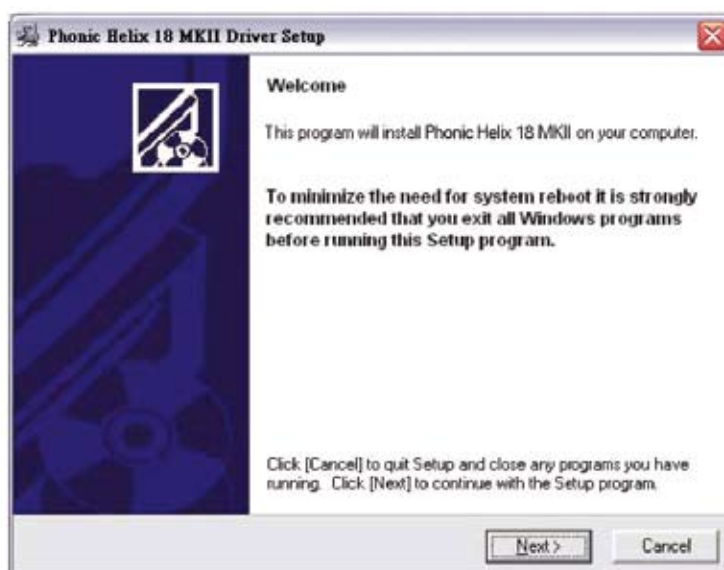 Phonic Helix 18 MKII Driver Setup
Welcome
This program will install Phonic Helix 18 MKII on your computer.
To minimize the need for system reboot it is strongly
recommended that you exit all Windows programs
before running this Setup program.
Click [Cancel] to quit Setup and close any programs you have
running. Click [Next] to continue with the Setup program.
Next >
Cancel